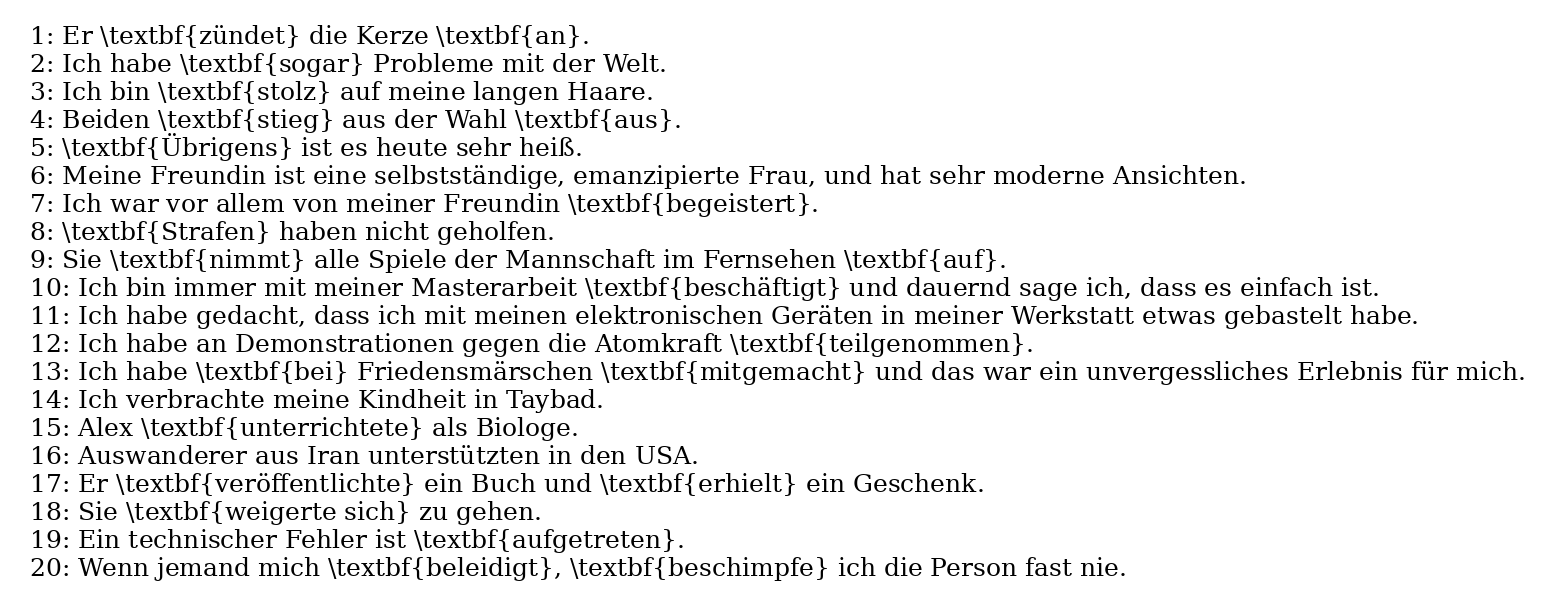 1: Er \textbf{zündet} die Kerze \textbf{an}.
2: Ich habe \textbf{sogar} Probleme mit der Welt.
3: Ich bin \textbf{stolz} auf meine langen Haare.
4: Beiden \textbf{stieg} aus der Wahl \textbf{aus}.
5: \textbf{Übrigens} ist es heute sehr heiß.
6: Meine Freundin ist eine selbstständige, emanzipierte Frau, und hat sehr moderne Ansichten.
7: Ich war vor allem von meiner Freundin \textbf{begeistert}.
8: \textbf{Strafen} haben nicht geholfen.
9: Sie \textbf{nimmt} alle Spiele der Mannschaft im Fernsehen \textbf{auf}.
10: Ich bin immer mit meiner Masterarbeit \textbf{beschäftigt} und dauernd sage ich, dass es einfach ist.
11: Ich habe gedacht, dass ich mit meinen elektronischen Geräten in meiner Werkstatt etwas gebastelt habe.
12: Ich habe an Demonstrationen gegen die Atomkraft \textbf{teilgenommen}.
13: Ich habe \textbf{bei} Friedensmärschen \textbf{mitgemacht} und das war ein unvergessliches Erlebnis für mich.
14: Ich verbrachte meine Kindheit in Taybad.
15: Alex \textbf{unterrichtete} als Biologe.
16: Auswanderer aus Iran unterstützten in den USA.
17: Er \textbf{veröffentlichte} ein Buch und \textbf{erhielt} ein Geschenk.
18: Sie \textbf{weigerte sich} zu gehen.
19: Ein technischer Fehler ist \textbf{aufgetreten}.
20: Wenn jemand mich \textbf{beleidigt}, \textbf{beschimpfe} ich die Person fast nie.